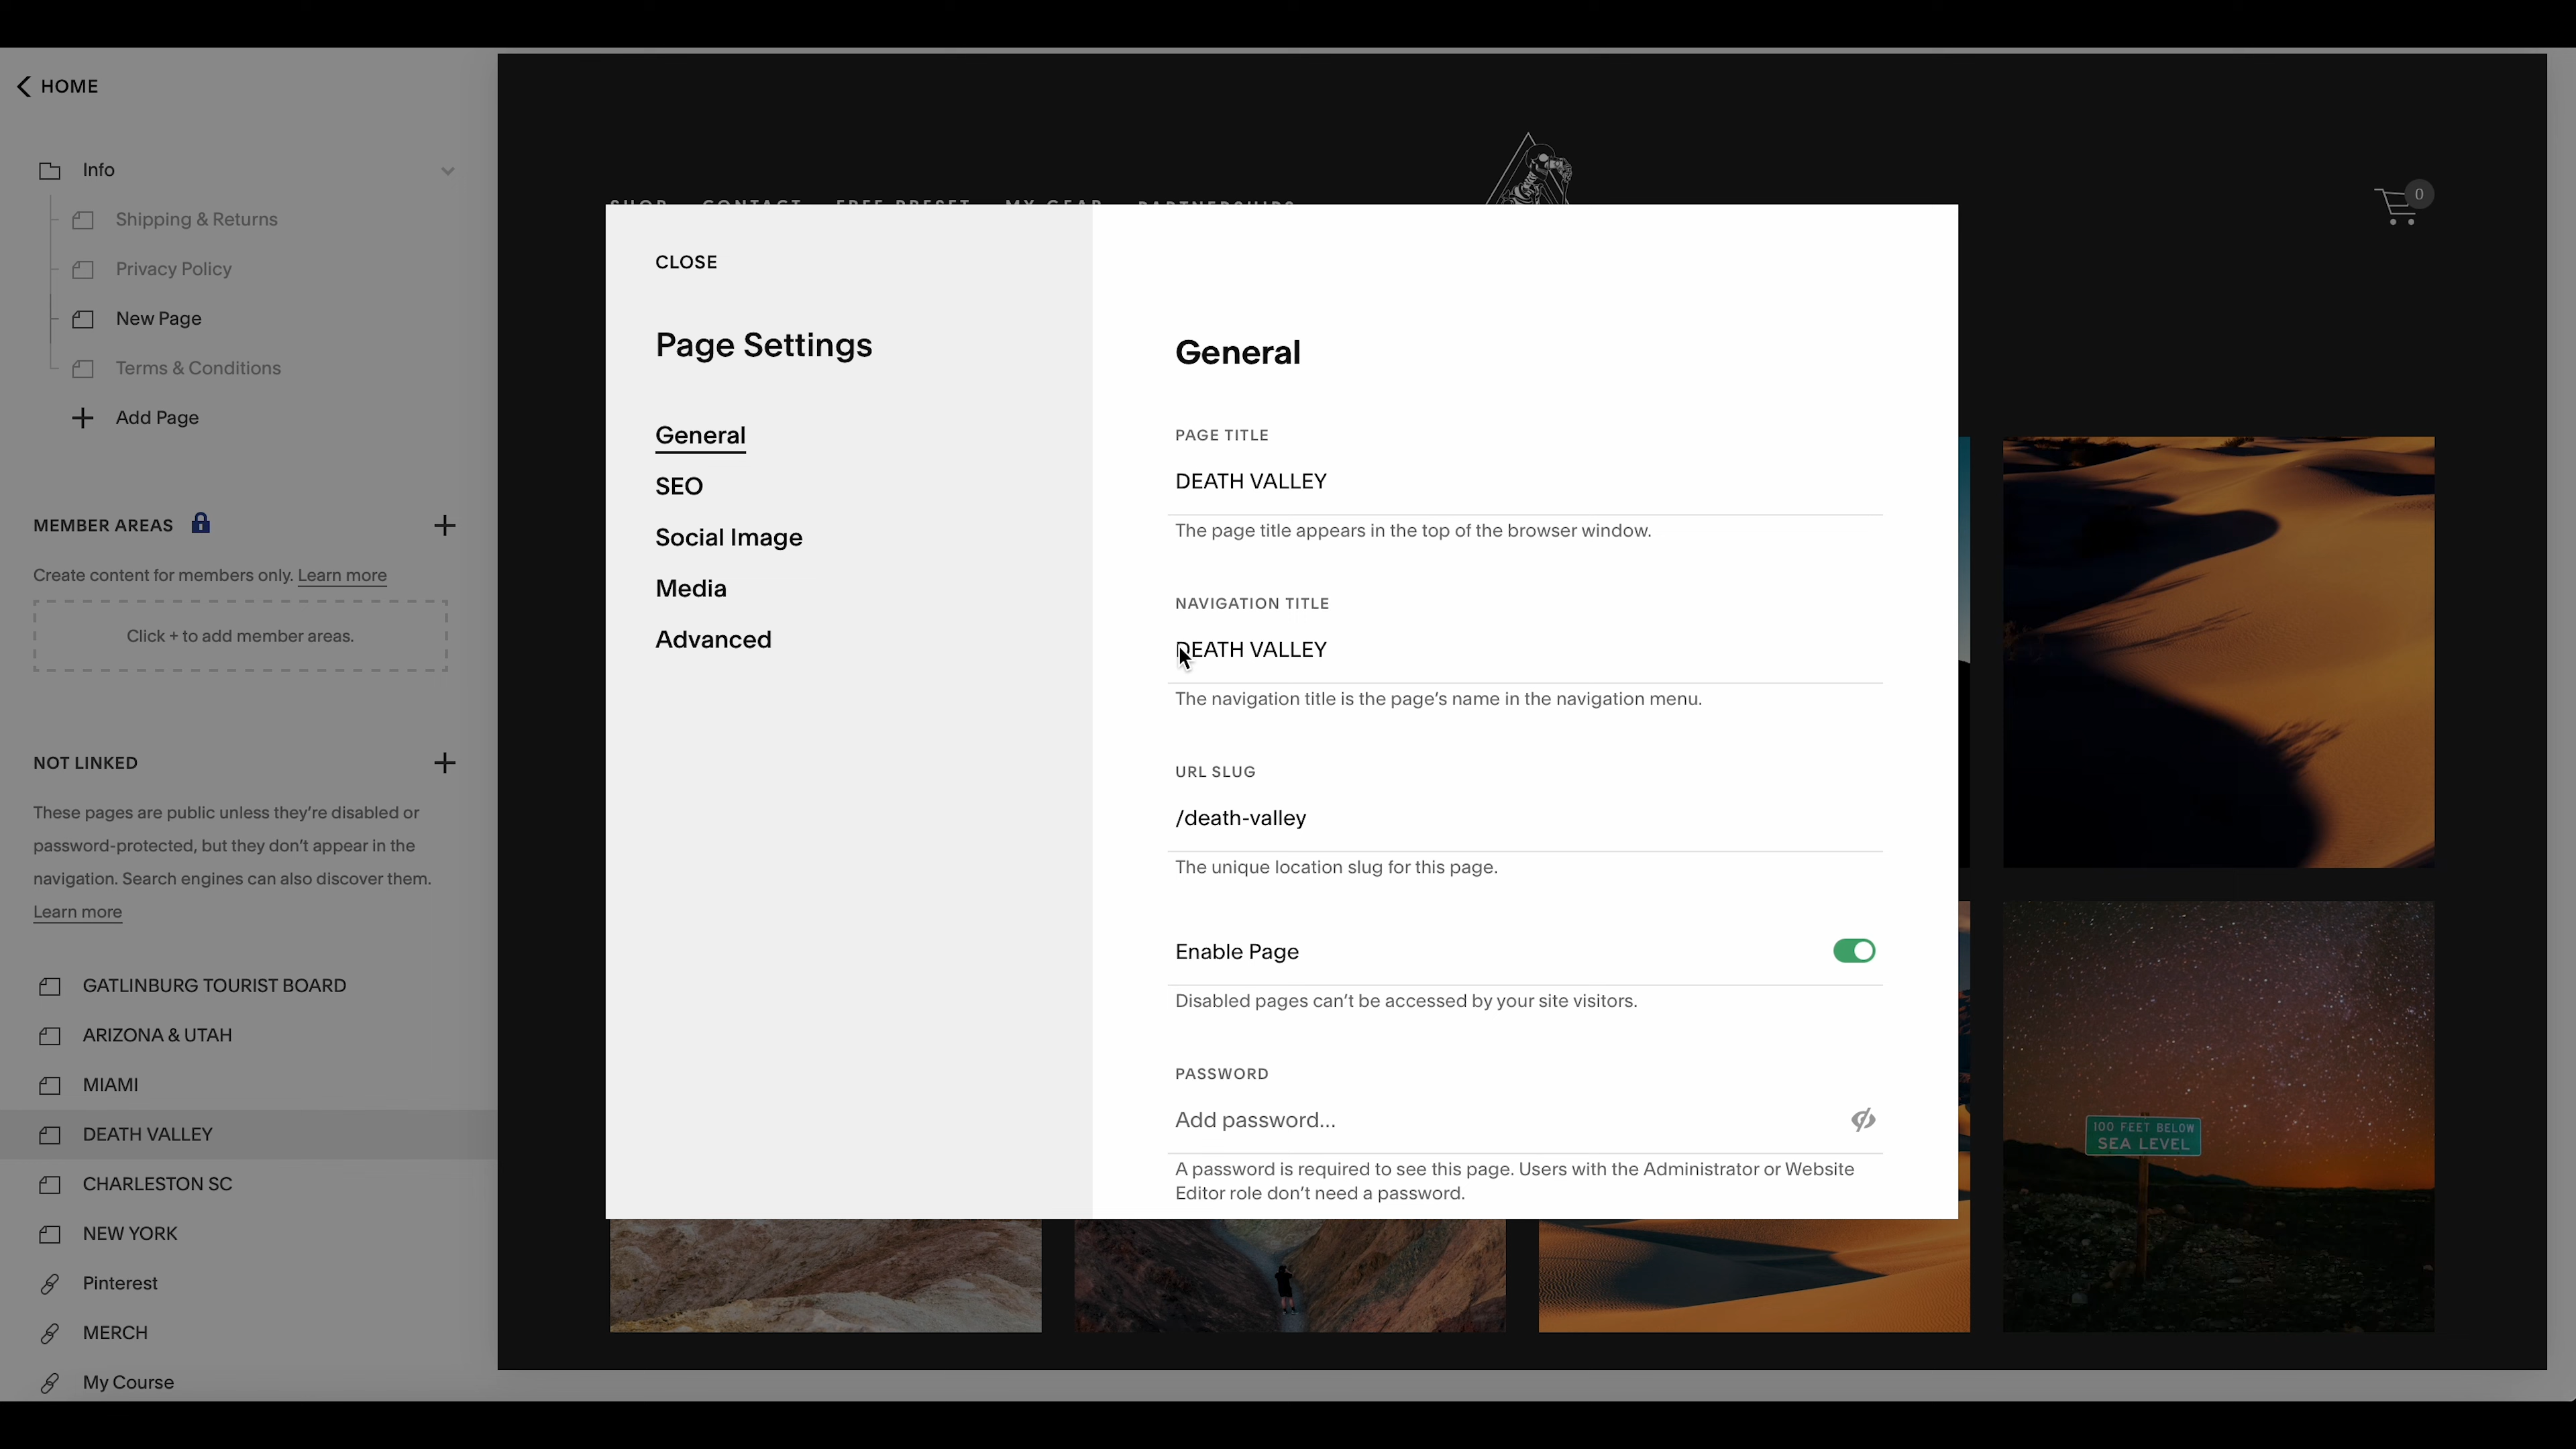 HOME
Info
Shipping & Returns
Privacy Policy
New Page
Terms & Conditions
Add Page
MEMBER AREAS
Create content for members only. Learn more
Click + to add member areas.
NOT LINKED
These pages are public unless they're disabled or
password-protected, but they don't appear in the
navigation. Search engines can also discover them.
Learn more
GATLINBURG TOURIST BOARD
ARIZONA & UTAH
MIAMI
DEATH VALLEY
CHARLESTON SC
NEW YORK
Pinterest
MERCH
My Course
SHOP CONTACT FREE PRESET MY GEAR PARTNERSHIPS
0
CLOSE
Page Settings
General
SEO
Social Image
Media
Advanced
General
PAGE TITLE
DEATH VALLEY
The page title appears in the top of the browser window.
NAVIGATION TITLE
DEATH VALLEY
The navigation title is the page's name in the navigation menu.
URL SLUG
/death-valley
The unique location slug for this page.
Enable Page
Disabled pages can't be accessed by your site visitors.
PASSWORD
Add password...
A password is required to see this page. Users with the Administrator or Website
Editor role don't need a password.
100 FEET BELOW
SEA LEVEL